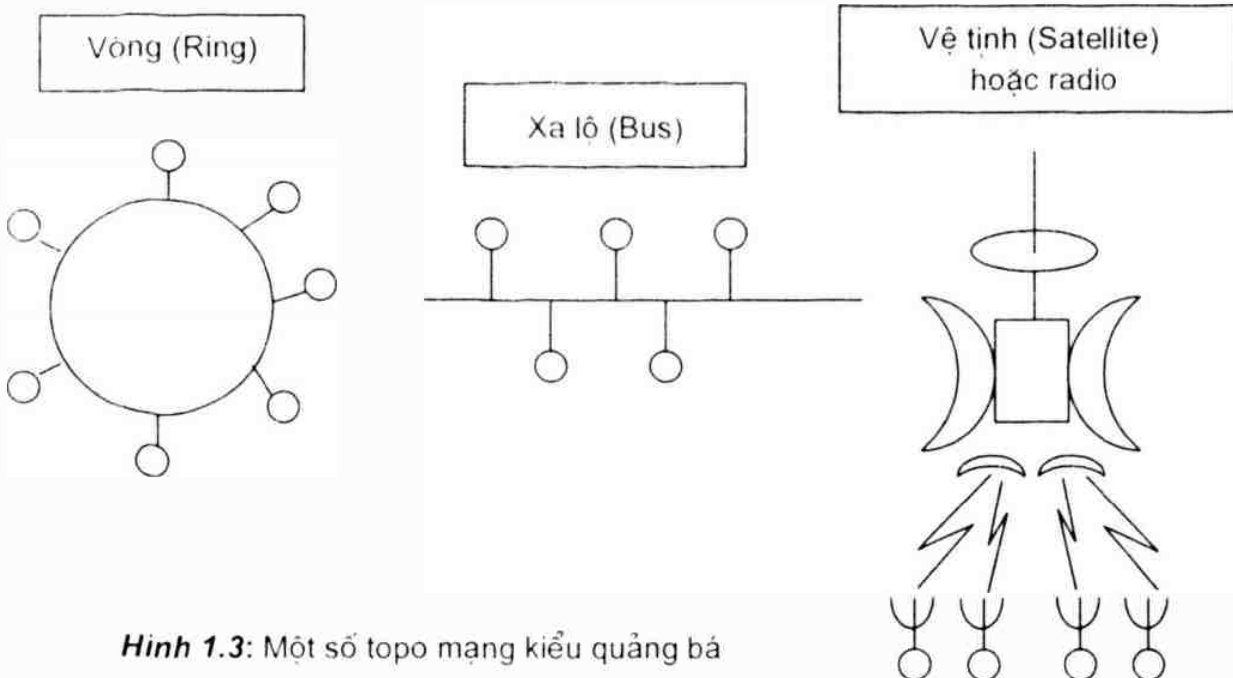 Vòng (Ring)
Xa lộ (Bus)
Vệ tinh (Satellite)
hoặc radio
Hinh 1.3: Một số topo mạng kiểu quảng bá